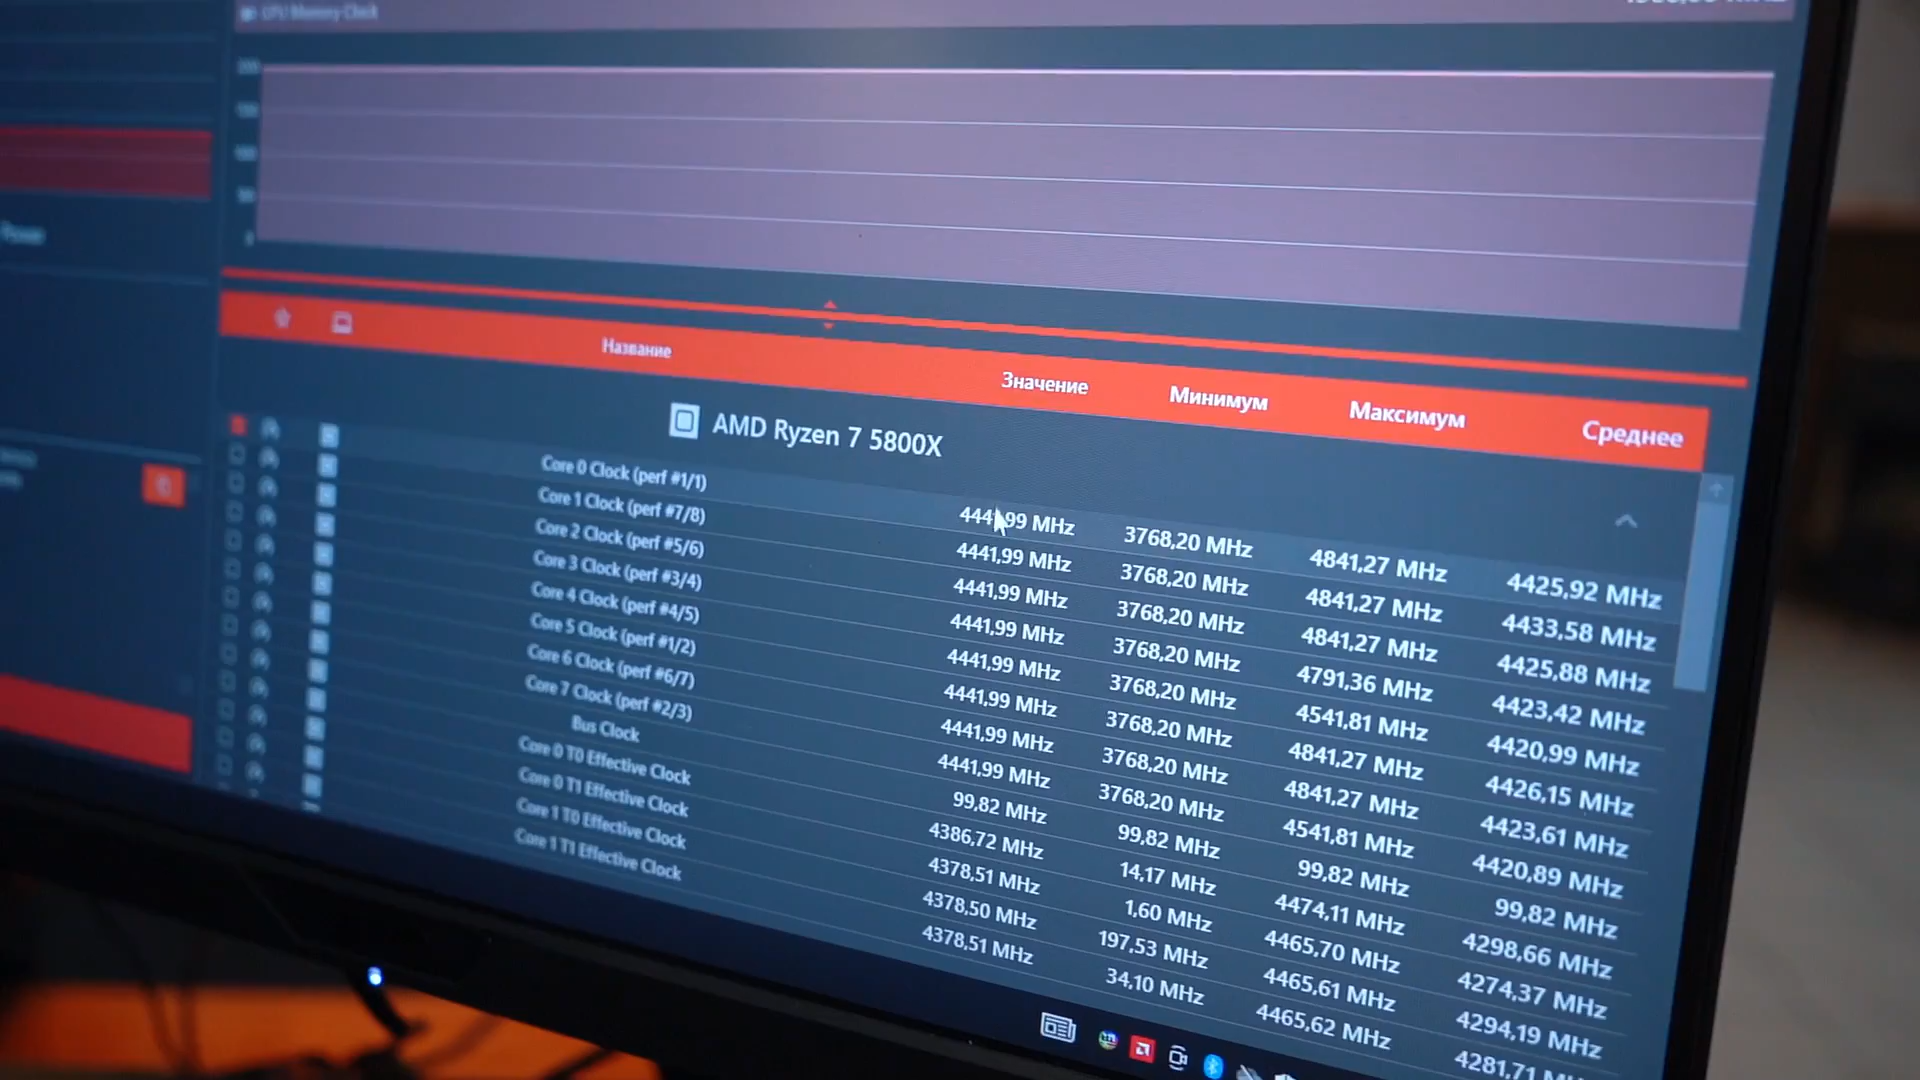 GPU Memory Clock
Название Значение Минимум Максимум Среднее
AMD Ryzen 7 5800X
Core 0 Clock (perf #1/1) 4441,99 MHz 3768,20 MHz 4841,27 MHz 4425,92 MHz
Core 1 Clock (perf #7/8) 4441,99 MHz 3768,20 MHz 4841,27 MHz 4433,58 MHz
Core 2 Clock (perf #5/6) 4441,99 MHz 3768,20 MHz 4841,27 MHz 4425,88 MHz
Core 3 Clock (perf #3/4) 4441,99 MHz 3768,20 MHz 4791,36 MHz 4423,42 MHz
Core 4 Clock (perf #4/5) 4441,99 MHz 3768,20 MHz 4541,81 MHz 4420,99 MHz
Core 5 Clock (perf #1/2) 4441,99 MHz 3768,20 MHz 4841,27 MHz 4426,15 MHz
Core 6 Clock (perf #6/7) 4441,99 MHz 3768,20 MHz 4841,27 MHz 4423,61 MHz
Core 7 Clock (perf #2/3) 4441,99 MHz 3768,20 MHz 4541,81 MHz 4420,89 MHz
Bus Clock 99,82 MHz 99,82 MHz 99,82 MHz 99,82 MHz
Core 0 T0 Effective Clock 4386,72 MHz 14,17 MHz 4474,11 MHz 4298,66 MHz
Core 0 T1 Effective Clock 4378,51 MHz 1,60 MHz 4465,70 MHz 4274,37 MHz
Core 1 T0 Effective Clock 4378,50 MHz 197,53 MHz 4465,61 MHz 4294,19 MHz
Core 1 T1 Effective Clock 4378,51 MHz 34,10 MHz 4465,62 MHz 4281,71 MHz